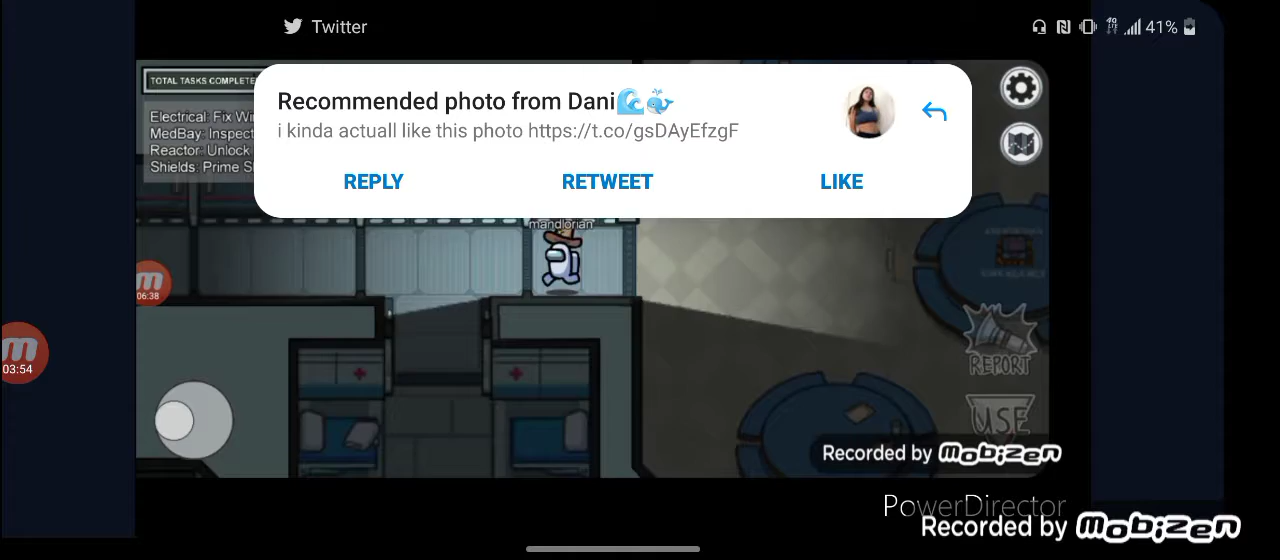 Twitter
4G
41%
TOTAL TASKS COMPLETE
Recommended photo from Dani🌊🐳
i kinda actuall like this photo https://t.co/gsDAyEfzgF
REPLY RETWEET LIKE
Electrical: Fix Wi
MedBay: Inspect
Reactor: Unlock
Shields: Prime S
mandlorian
06:38
03:54
REPORT
USE
Recorded by Mobizen
PowerDirector
Recorded by Mobizen